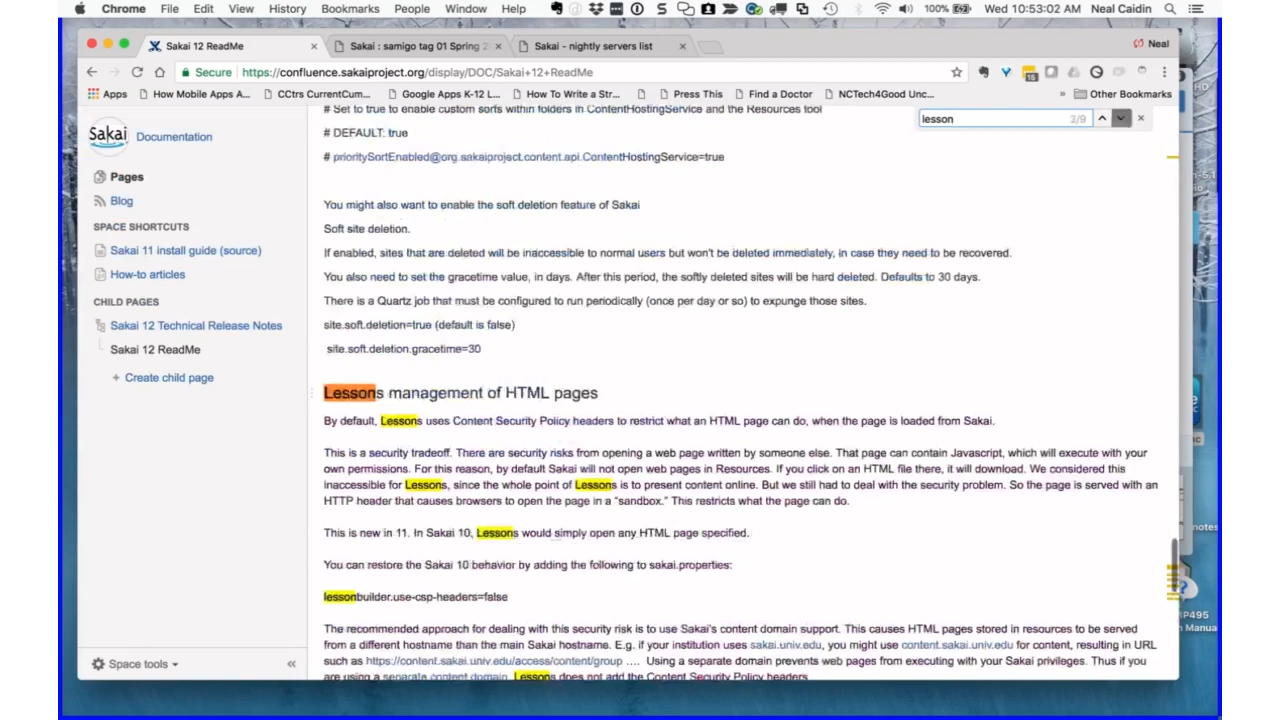 Chrome File Edit View History Bookmarks People Window Help 100% Wed 10:53:02 AM Neal Caidin
Sakai 12 ReadMe × Sakai : samigo tag 01 Spring 2 × Sakai - nightly servers list × Neal
Secure https://confluence.sakaiproject.org/display/DOC/Sakai+12+ReadMe 16
Apps How Mobile Apps A... CCtrs CurrentCum... Google Apps K-12 L... How To Write a Str... Press This Find a Doctor NCTech4Good Unc... » Other Bookmarks
lesson 3/9 ×
# Set to true to enable custom sorts within folders in ContentHostingService and the Resources tool
Sakai Documentation
# DEFAULT: true
# prioritySortEnabled@org.sakaiproject.content.api.ContentHostingService=true
Pages
Blog
SPACE SHORTCUTS
Sakai 11 install guide (source)
How-to articles
CHILD PAGES
Sakai 12 Technical Release Notes
Sakai 12 ReadMe
+ Create child page
You might also want to enable the soft deletion feature of Sakai
Soft site deletion.
If enabled, sites that are deleted will be inaccessible to normal users but won't be deleted immediately, in case they need to be recovered.
You also need to set the gracetime value, in days. After this period, the softly deleted sites will be hard deleted. Defaults to 30 days.
There is a Quartz job that must be configured to run periodically (once per day or so) to expunge those sites.
site.soft.deletion=true (default is false)
site.soft.deletion.gracetime=30
Lessons management of HTML pages
By default, Lessons uses Content Security Policy headers to restrict what an HTML page can do, when the page is loaded from Sakai.
This is a security tradeoff. There are security risks from opening a web page written by someone else. That page can contain Javascript, which will execute with your
own permissions. For this reason, by default Sakai will not open web pages in Resources. If you click on an HTML file there, it will download. We considered this
inaccessible for Lessons, since the whole point of Lessons is to present content online. But we still had to deal with the security problem. So the page is served with an
HTTP header that causes browsers to open the page in a "sandbox." This restricts what the page can do.
This is new in 11. In Sakai 10, Lessons would simply open any HTML page specified.
You can restore the Sakai 10 behavior by adding the following to sakai.properties:
lessonbuilder.use-csp-headers=false
The recommended approach for dealing with this security risk is to use Sakai's content domain support. This causes HTML pages stored in resources to be served
from a different hostname than the main Sakai hostname. E.g. if your institution uses sakai.univ.edu, you might use content.sakai.univ.edu for content, resulting in URL
such as https://content.sakai.univ.edu/access/content/group .... Using a separate domain prevents web pages from executing with your Sakai privileges. Thus if you
are using a separate content domain, Lessons does not add the Content Security Policy headers
Space tools «
notes